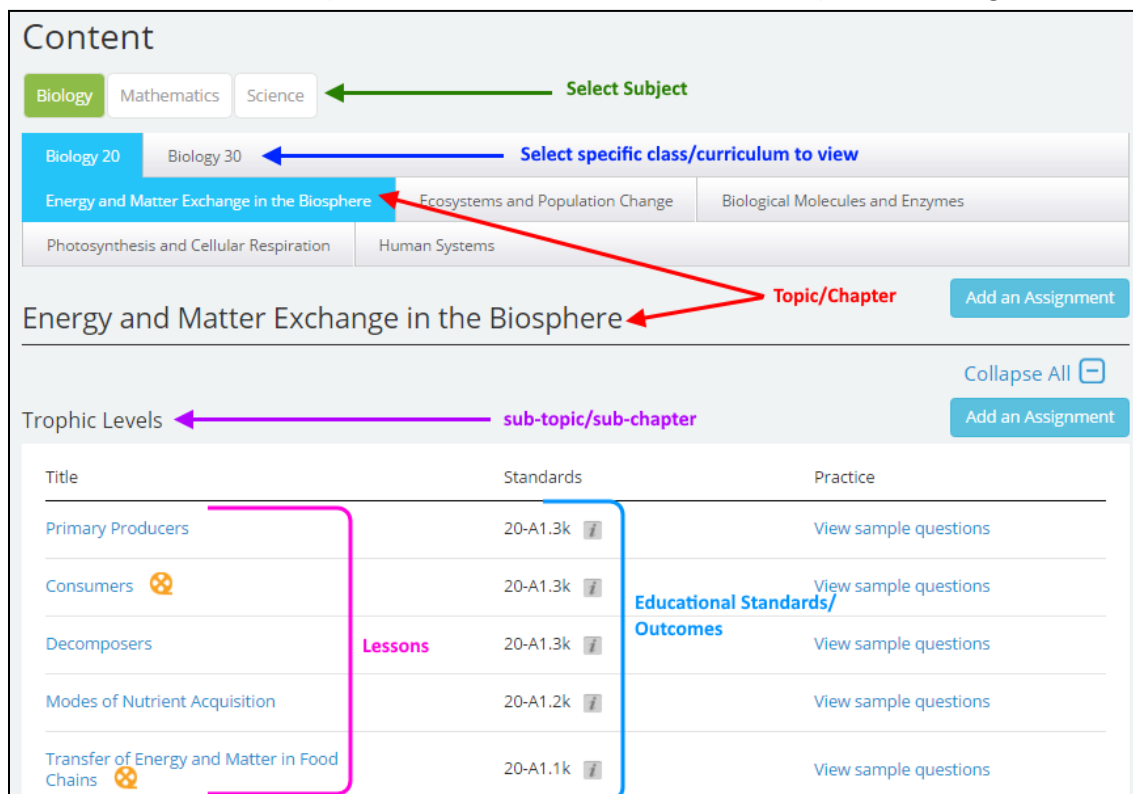 Content
Biology Mathematics Science Select Subject
Biology 20 Biology 30 Select specific class/curriculum to view
Energy and Matter Exchange in the Biosphere Ecosystems and Population Change Biological Molecules and Enzymes
Photosynthesis and Cellular Respiration Human Systems
Topic/Chapter Add an Assignment
Energy and Matter Exchange in the Biosphere
Collapse All
Trophic Levels sub-topic/sub-chapter Add an Assignment
Title Standards Practice
Primary Producers 20-A1.3k i View sample questions
Consumers 20-A1.3k i View sample questions
Educational Standards/
Outcomes
Decomposers Lessons 20-A1.3k i View sample questions
Modes of Nutrient Acquisition 20-A1.2k i View sample questions
Transfer of Energy and Matter in Food
Chains 20-A1.1k i View sample questions